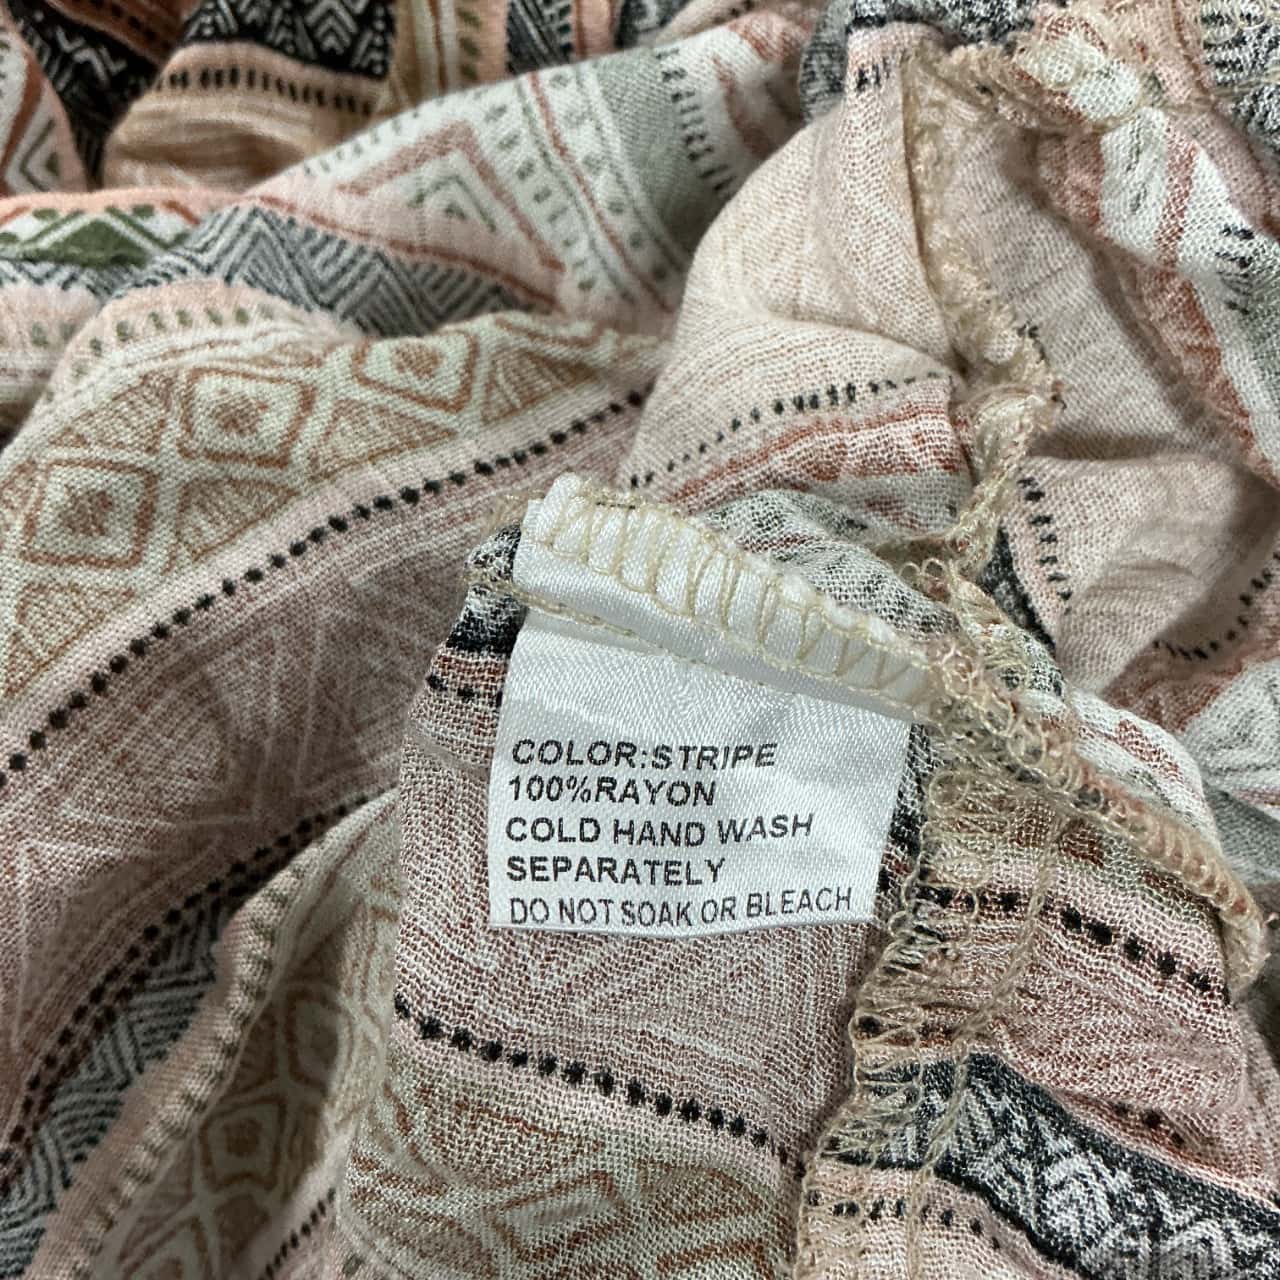 COLOR:STRIPE
100%RAYON
COLD HAND WASH
SEPARATELY
DO NOT SOAK OR BLEACH